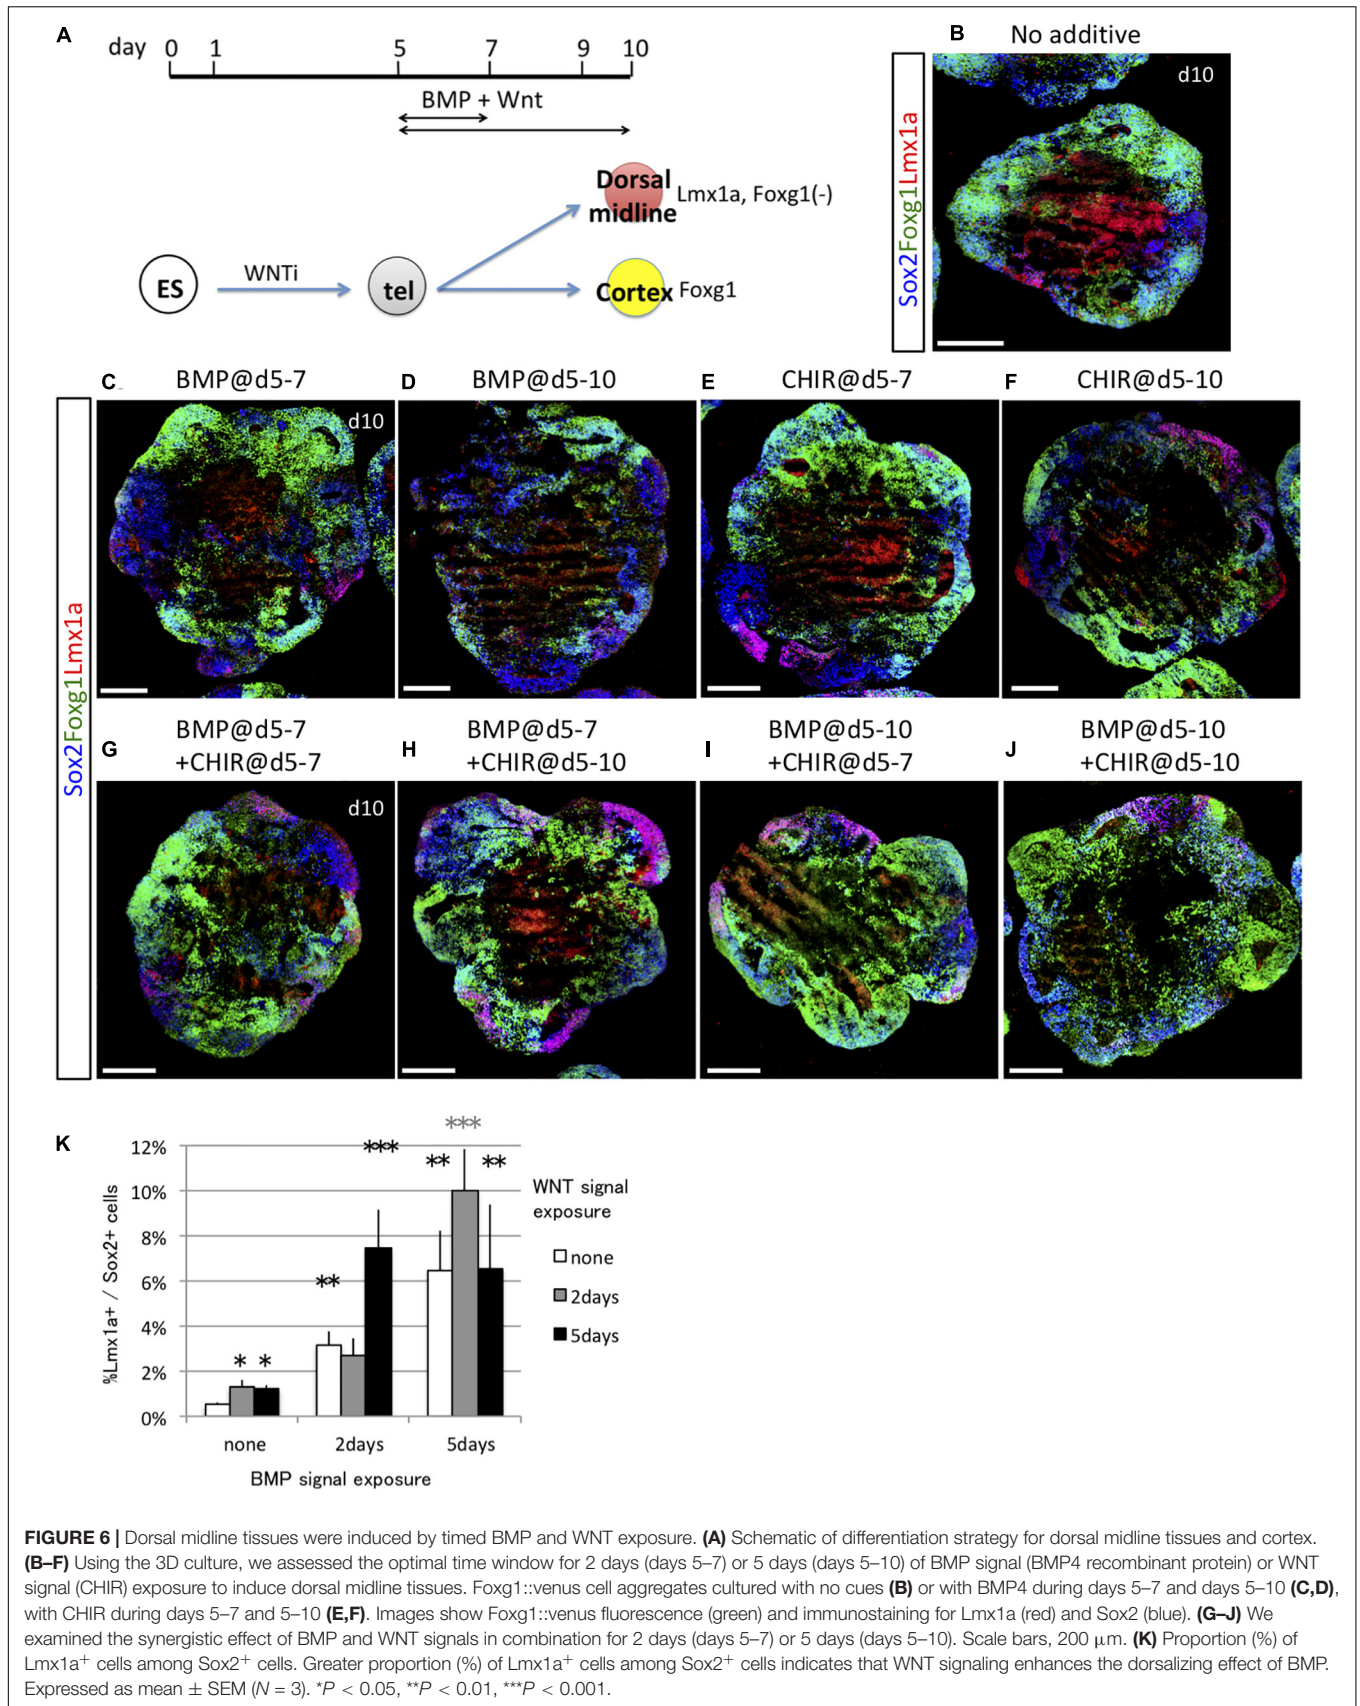 A
day 0 1 5 7 9 10
BMP + Wnt
Dorsal
midline
Lmx1a, Foxg1(-)
ES
WNTi
tel
Cortex
Foxg1
B
No additive
d10
Sox2Foxg1Lmx1a
C
BMP@d5-7
D
BMP@d5-10
E
CHIR@d5-7
F
CHIR@d5-10
d10
Sox2Foxg1Lmx1a
G
BMP@d5-7
+CHIR@d5-7
H
BMP@d5-7
+CHIR@d5-10
I
BMP@d5-10
+CHIR@d5-7
J
BMP@d5-10
+CHIR@d5-10
d10
K
%Lmx1a+ / Sox2+ cells
12%
10%
8%
6%
4%
2%
0%
* *
**
***
**
***
**
none 2days 5days
BMP signal exposure
WNT signal
exposure
none
2days
5days
FIGURE 6 | Dorsal midline tissues were induced by timed BMP and WNT exposure. (A) Schematic of differentiation strategy for dorsal midline tissues and cortex.
(B–F) Using the 3D culture, we assessed the optimal time window for 2 days (days 5–7) or 5 days (days 5–10) of BMP signal (BMP4 recombinant protein) or WNT
signal (CHIR) exposure to induce dorsal midline tissues. Foxg1::venus cell aggregates cultured with no cues (B) or with BMP4 during days 5–7 and days 5–10 (C,D),
with CHIR during days 5–7 and 5–10 (E,F). Images show Foxg1::venus fluorescence (green) and immunostaining for Lmx1a (red) and Sox2 (blue). (G–J) We
examined the synergistic effect of BMP and WNT signals in combination for 2 days (days 5–7) or 5 days (days 5–10). Scale bars, 200 μm. (K) Proportion (%) of
Lmx1a⁺ cells among Sox2⁺ cells. Greater proportion (%) of Lmx1a⁺ cells among Sox2⁺ cells indicates that WNT signaling enhances the dorsalizing effect of BMP.
Expressed as mean ± SEM (N = 3). *P < 0.05, **P < 0.01, ***P < 0.001.